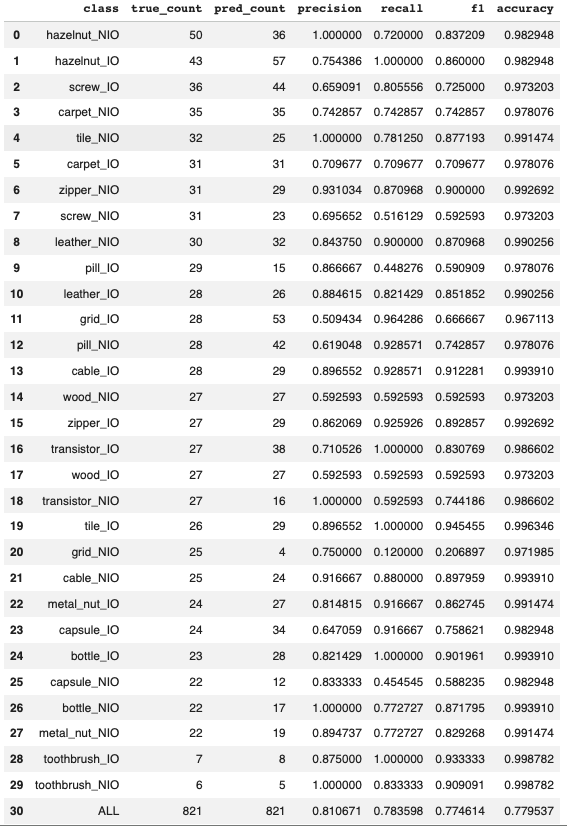 class true_count pred_count precision recall f1 accuracy
0 hazelnut_NIO 50 36 1.000000 0.720000 0.837209 0.982948
1 hazelnut_IO 43 57 0.754386 1.000000 0.860000 0.982948
2 screw_IO 36 44 0.659091 0.805556 0.725000 0.973203
3 carpet_NIO 35 35 0.742857 0.742857 0.742857 0.978076
4 tile_NIO 32 25 1.000000 0.781250 0.877193 0.991474
5 carpet_IO 31 31 0.709677 0.709677 0.709677 0.978076
6 zipper_NIO 31 29 0.931034 0.870968 0.900000 0.992692
7 screw_NIO 31 23 0.695652 0.516129 0.592593 0.973203
8 leather_NIO 30 32 0.843750 0.900000 0.870968 0.990256
9 pill_IO 29 15 0.866667 0.448276 0.590909 0.978076
10 leather_IO 28 26 0.884615 0.821429 0.851852 0.990256
11 grid_IO 28 53 0.509434 0.964286 0.666667 0.967113
12 pill_NIO 28 42 0.619048 0.928571 0.742857 0.978076
13 cable_IO 28 29 0.896552 0.928571 0.912281 0.993910
14 wood_NIO 27 27 0.592593 0.592593 0.592593 0.973203
15 zipper_IO 27 29 0.862069 0.925926 0.892857 0.992692
16 transistor_IO 27 38 0.710526 1.000000 0.830769 0.986602
17 wood_IO 27 27 0.592593 0.592593 0.592593 0.973203
18 transistor_NIO 27 16 1.000000 0.592593 0.744186 0.986602
19 tile_IO 26 29 0.896552 1.000000 0.945455 0.996346
20 grid_NIO 25 4 0.750000 0.120000 0.206897 0.971985
21 cable_NIO 25 24 0.916667 0.880000 0.897959 0.993910
22 metal_nut_IO 24 27 0.814815 0.916667 0.862745 0.991474
23 capsule_IO 24 34 0.647059 0.916667 0.758621 0.982948
24 bottle_IO 23 28 0.821429 1.000000 0.901961 0.993910
25 capsule_NIO 22 12 0.833333 0.454545 0.588235 0.982948
26 bottle_NIO 22 17 1.000000 0.772727 0.871795 0.993910
27 metal_nut_NIO 22 19 0.894737 0.772727 0.829268 0.991474
28 toothbrush_IO 7 8 0.875000 1.000000 0.933333 0.998782
29 toothbrush_NIO 6 5 1.000000 0.833333 0.909091 0.998782
30 ALL 821 821 0.810671 0.783598 0.774614 0.779537